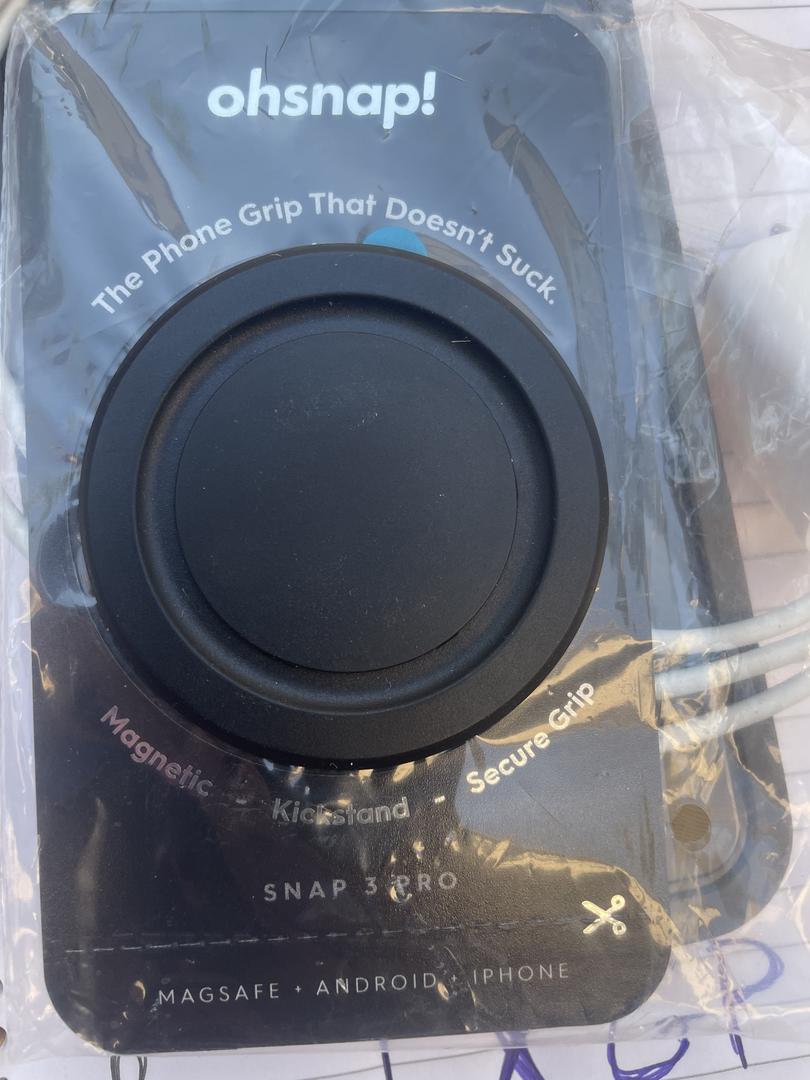 ohsnap!
The Phone Grip That Doesn't Suck.
Magnetic - Kickstand - Secure Grip
SNAP 3 PRO
MAGSAFE + ANDROID + IPHONE